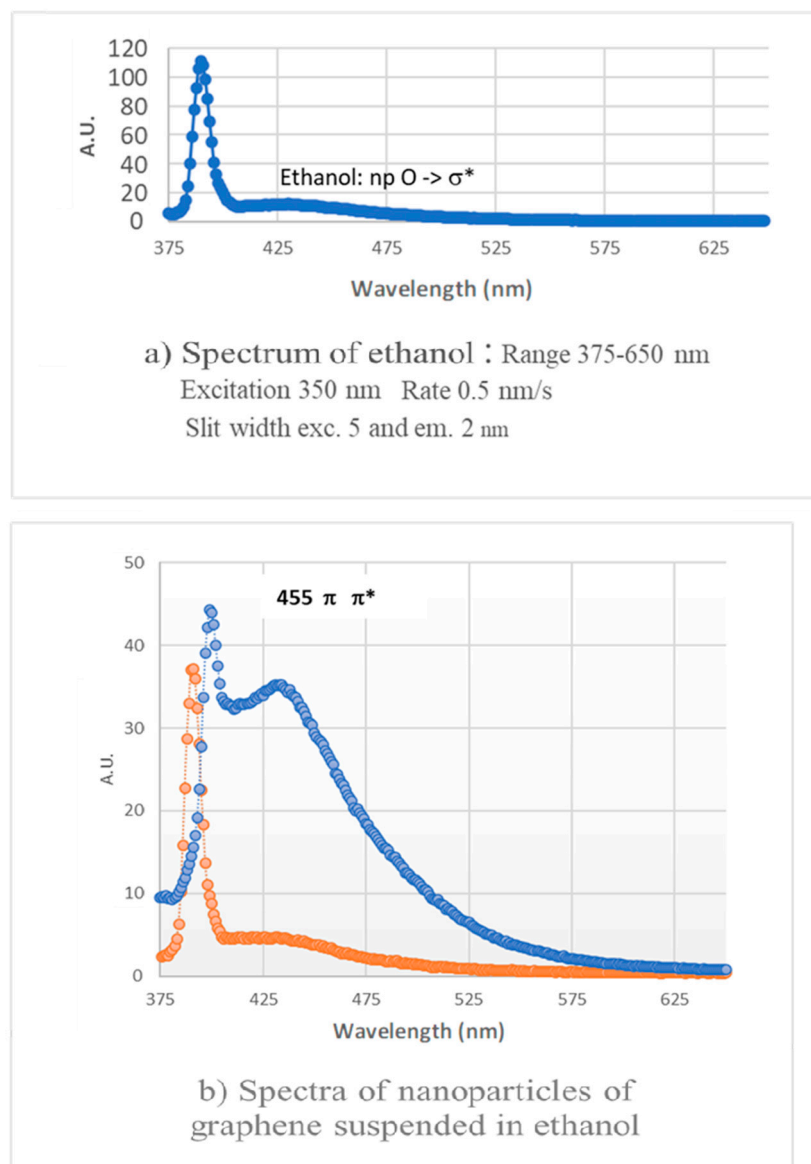 120
100
80
60
40
20
0
A.U.
Ethanol: np O -> σ*
375 425 475 525 575 625
Wavelength (nm)
a) Spectrum of ethanol : Range 375-650 nm
Excitation 350 nm Rate 0.5 nm/s
Slit width exc. 5 and em. 2 nm
50
40
30
20
10
0
A.U.
455 π π*
375 425 475 525 575 625
Wavelength (nm)
b) Spectra of nanoparticles of
graphene suspended in ethanol